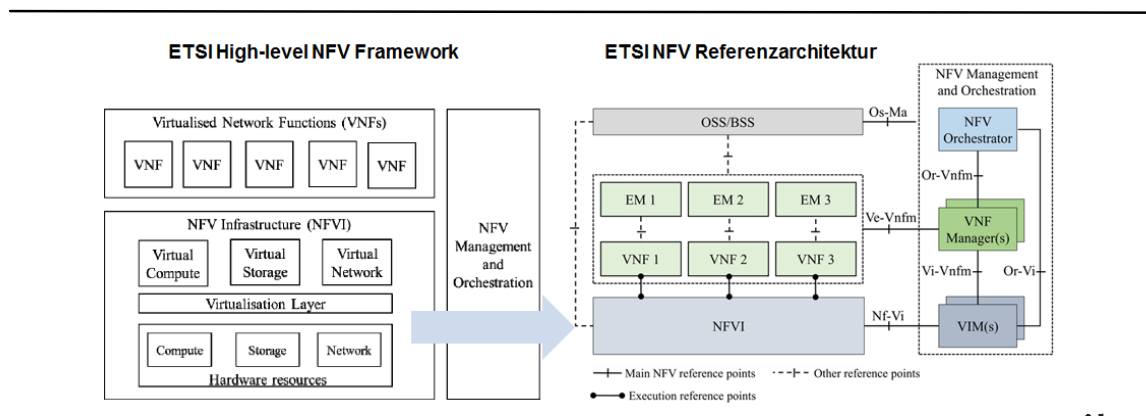 ETSI High-level NFV Framework
Virtualised Network Functions (VNFs)
VNF VNF VNF VNF VNF
NFV Infrastructure (NFVI)
Virtual Compute
Virtual Storage
Virtual Network
Virtualisation Layer
Compute Storage Network
Hardware resources
NFV
Management
and
Orchestration
ETSI NFV Referenzarchitektur
OSS/BSS
Os-Ma
EM 1 EM 2 EM 3
VNF 1 VNF 2 VNF 3
Ve-Vnfm
NFVI
Nf-Vi
NFV Management
and Orchestration
NFV
Orchestrator
Or-Vnfm
VNF
Manager(s)
Vi-Vnfm Or-Vi
VIM(s)
Main NFV reference points Other reference points
Execution reference points